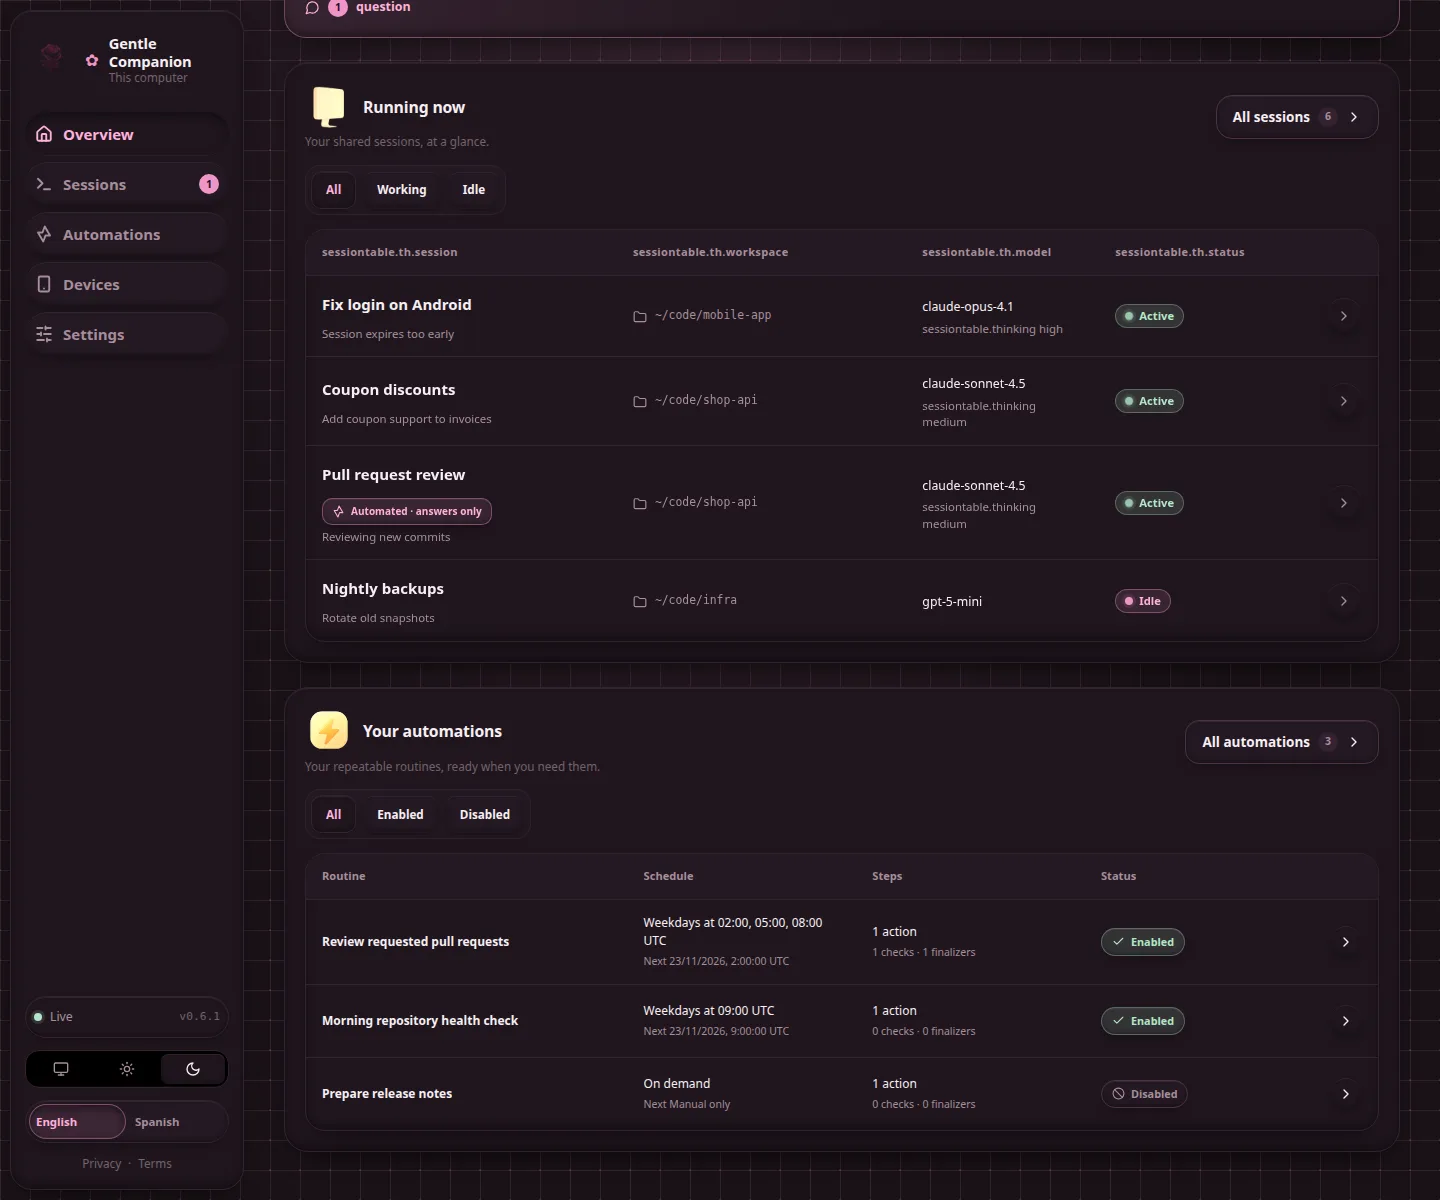 1 question
Gentle
Companion
This computer
Overview
Sessions 1
Automations
Devices
Settings
Live v0.6.1
English Spanish
Privacy · Terms
Running now
Your shared sessions, at a glance.
All sessions 6
All Working Idle
sessiontable.th.session sessiontable.th.workspace sessiontable.th.model sessiontable.th.status
Fix login on Android
Session expires too early
~/code/mobile-app
claude-opus-4.1
sessiontable.thinking high
Active
Coupon discounts
Add coupon support to invoices
~/code/shop-api
claude-sonnet-4.5
sessiontable.thinking
medium
Active
Pull request review
Automated · answers only
Reviewing new commits
~/code/shop-api
claude-sonnet-4.5
sessiontable.thinking
medium
Active
Nightly backups
Rotate old snapshots
~/code/infra
gpt-5-mini
Idle
Your automations
Your repeatable routines, ready when you need them.
All automations 3
All Enabled Disabled
Routine Schedule Steps Status
Review requested pull requests
Weekdays at 02:00, 05:00, 08:00
UTC
Next 23/11/2026, 2:00:00 UTC
1 action
1 checks · 1 finalizers
Enabled
Morning repository health check
Weekdays at 09:00 UTC
Next 23/11/2026, 9:00:00 UTC
1 action
0 checks · 0 finalizers
Enabled
Prepare release notes
On demand
Next Manual only
1 action
0 checks · 0 finalizers
Disabled